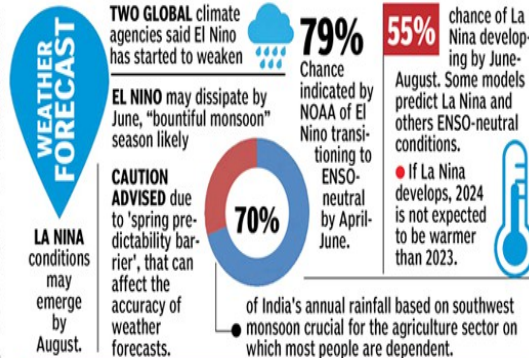 WEATHER
FORECAST
LA NINA
conditions
may
emerge
by
August.
TWO GLOBAL climate
agencies said El Nino
has started to weaken
EL NINO may dissipate by
June, “bountiful monsoon”
season likely
CAUTION
ADVISED due
to 'spring pre-
dictability bar-
rier', that can
affect the
accuracy of
weather
forecasts.
70%
of India's annual rainfall based on southwest
monsoon crucial for the agriculture sector on
which most people are dependent.
79%
Chance
indicated by
NOAA of El
Nino transi-
tioning to
ENSO-
neutral
by April-
June.
55%
chance of La
Nina develop-
ing by June-
August. Some models
predict La Nina and
others ENSO-neutral
conditions.
● If La Nina
develops, 2024
is not expected
to be warmer
than 2023.